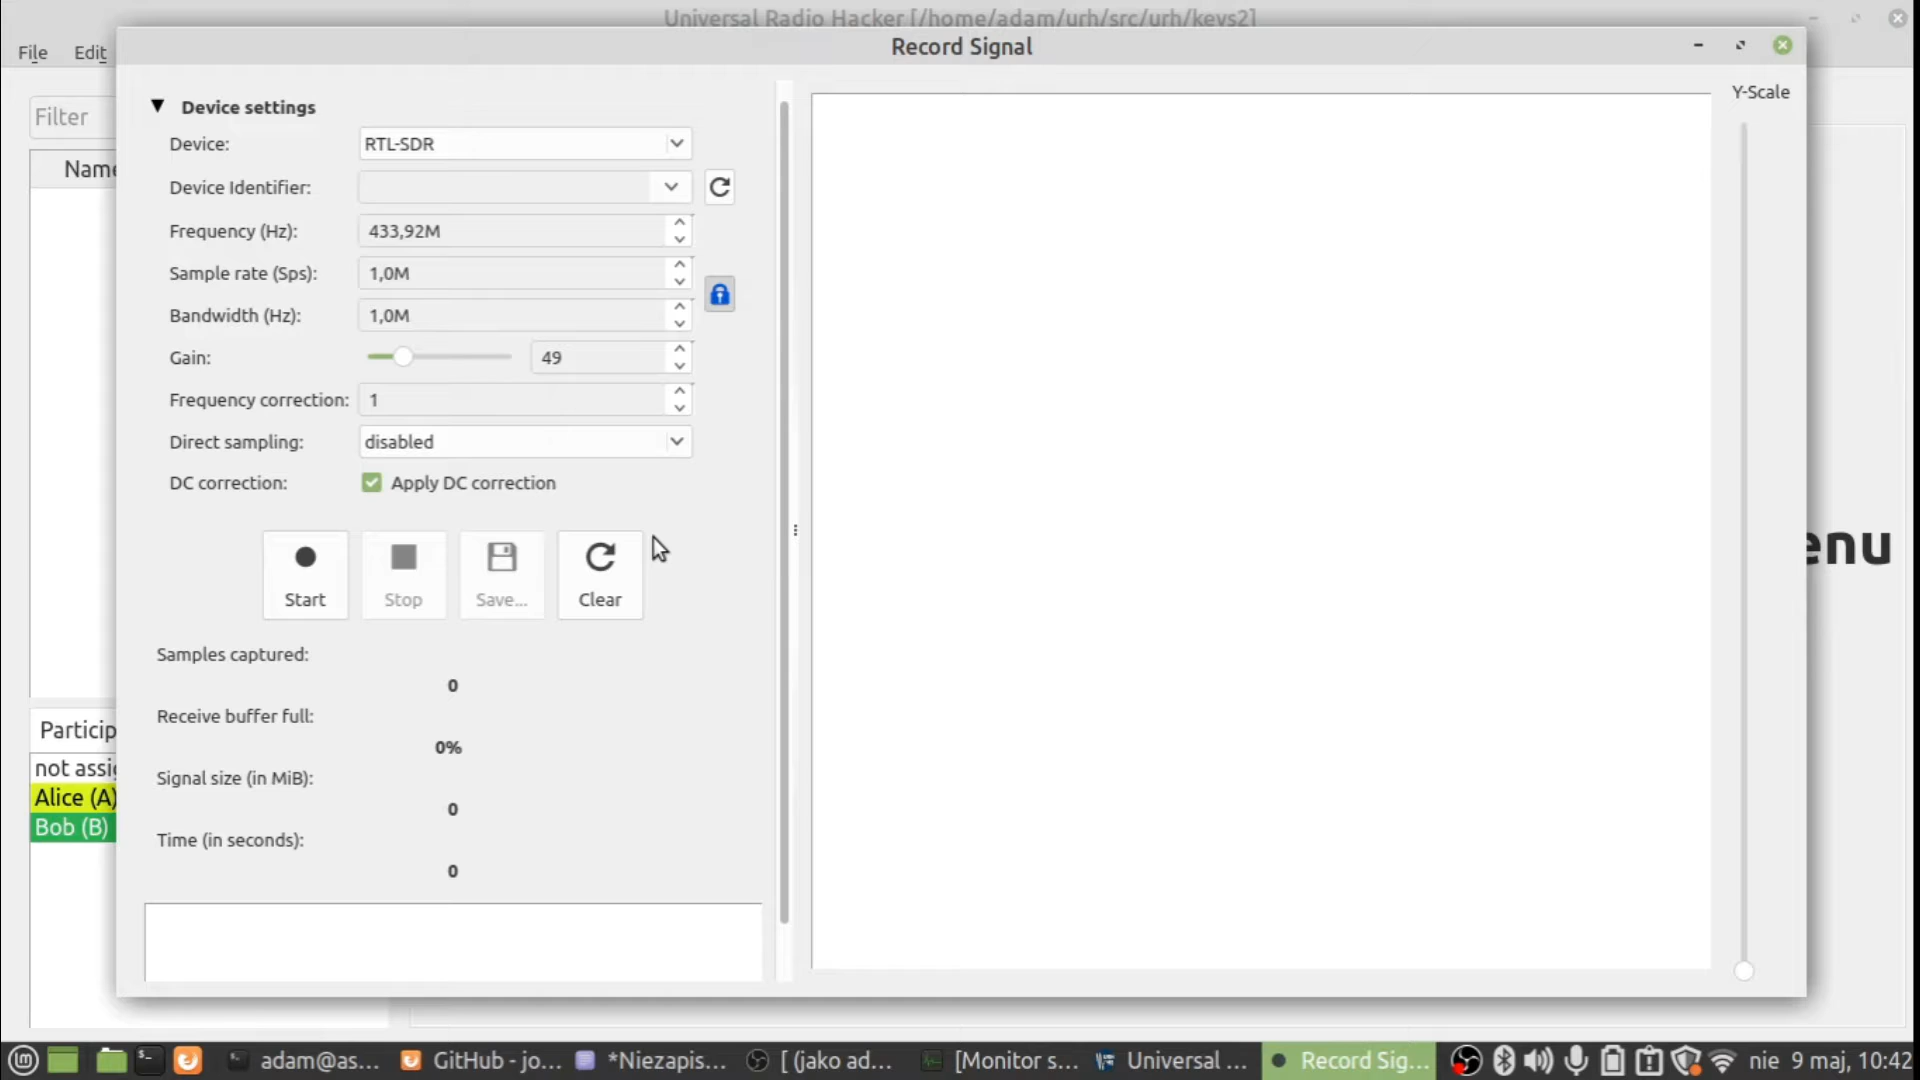 Universal Radio Hacker [/home/adam/urh/src/urh/keys2]
File Edit
Record Signal
Filter
Name
Particip
not assig
Alice (A)
Bob (B)
Device settings
Device: RTL-SDR
Device Identifier:
Frequency (Hz): 433,92M
Sample rate (Sps): 1,0M
Bandwidth (Hz): 1,0M
Gain: 49
Frequency correction: 1
Direct sampling: disabled
DC correction: Apply DC correction
Start Stop Save... Clear
Samples captured:
0
Receive buffer full:
0%
Signal size (in MiB):
0
Time (in seconds):
0
Y-Scale
enu
adam@as... GitHub - jo... *Niezapis... [ (jako ad... [Monitor s... Universal ... Record Sig... nie 9 maj, 10:42